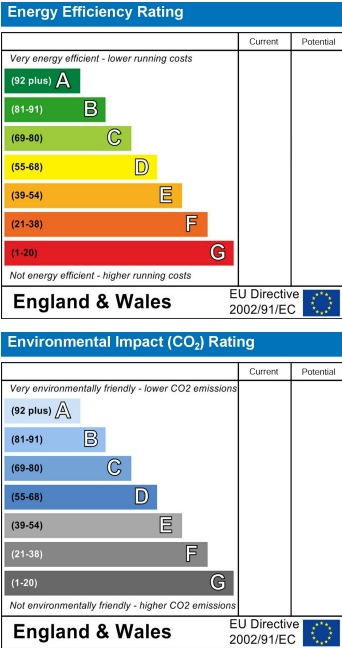 Energy Efficiency Rating
Current Potential
Very energy efficient - lower running costs
(92 plus) A
(81-91) B
(69-80) C
(55-68) D
(39-54) E
(21-38) F
(1-20) G
Not energy efficient - higher running costs
England & Wales
EU Directive
2002/91/EC
Environmental Impact (CO₂) Rating
Current Potential
Very environmentally friendly - lower CO2 emissions
(92 plus) A
(81-91) B
(69-80) C
(55-68) D
(39-54) E
(21-38) F
(1-20) G
Not environmentally friendly - higher CO2 emissions
England & Wales
EU Directive
2002/91/EC